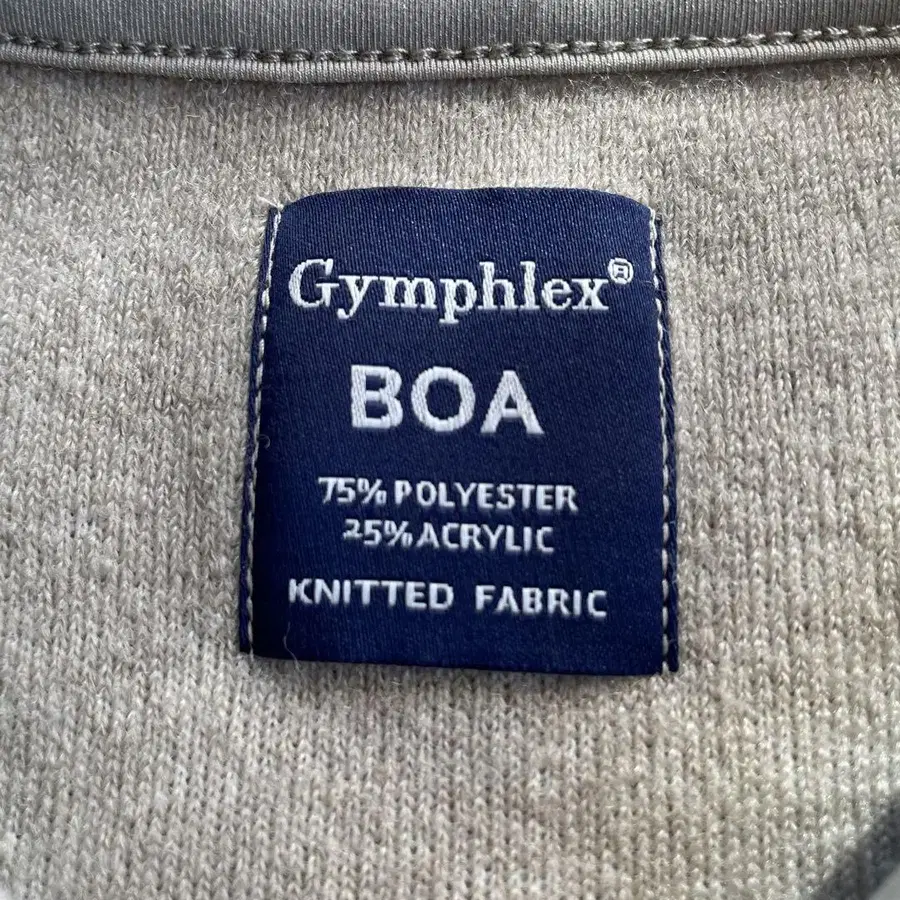 Gymphlex®
BOA
75% POLYESTER
25% ACRYLIC
KNITTED FABRIC